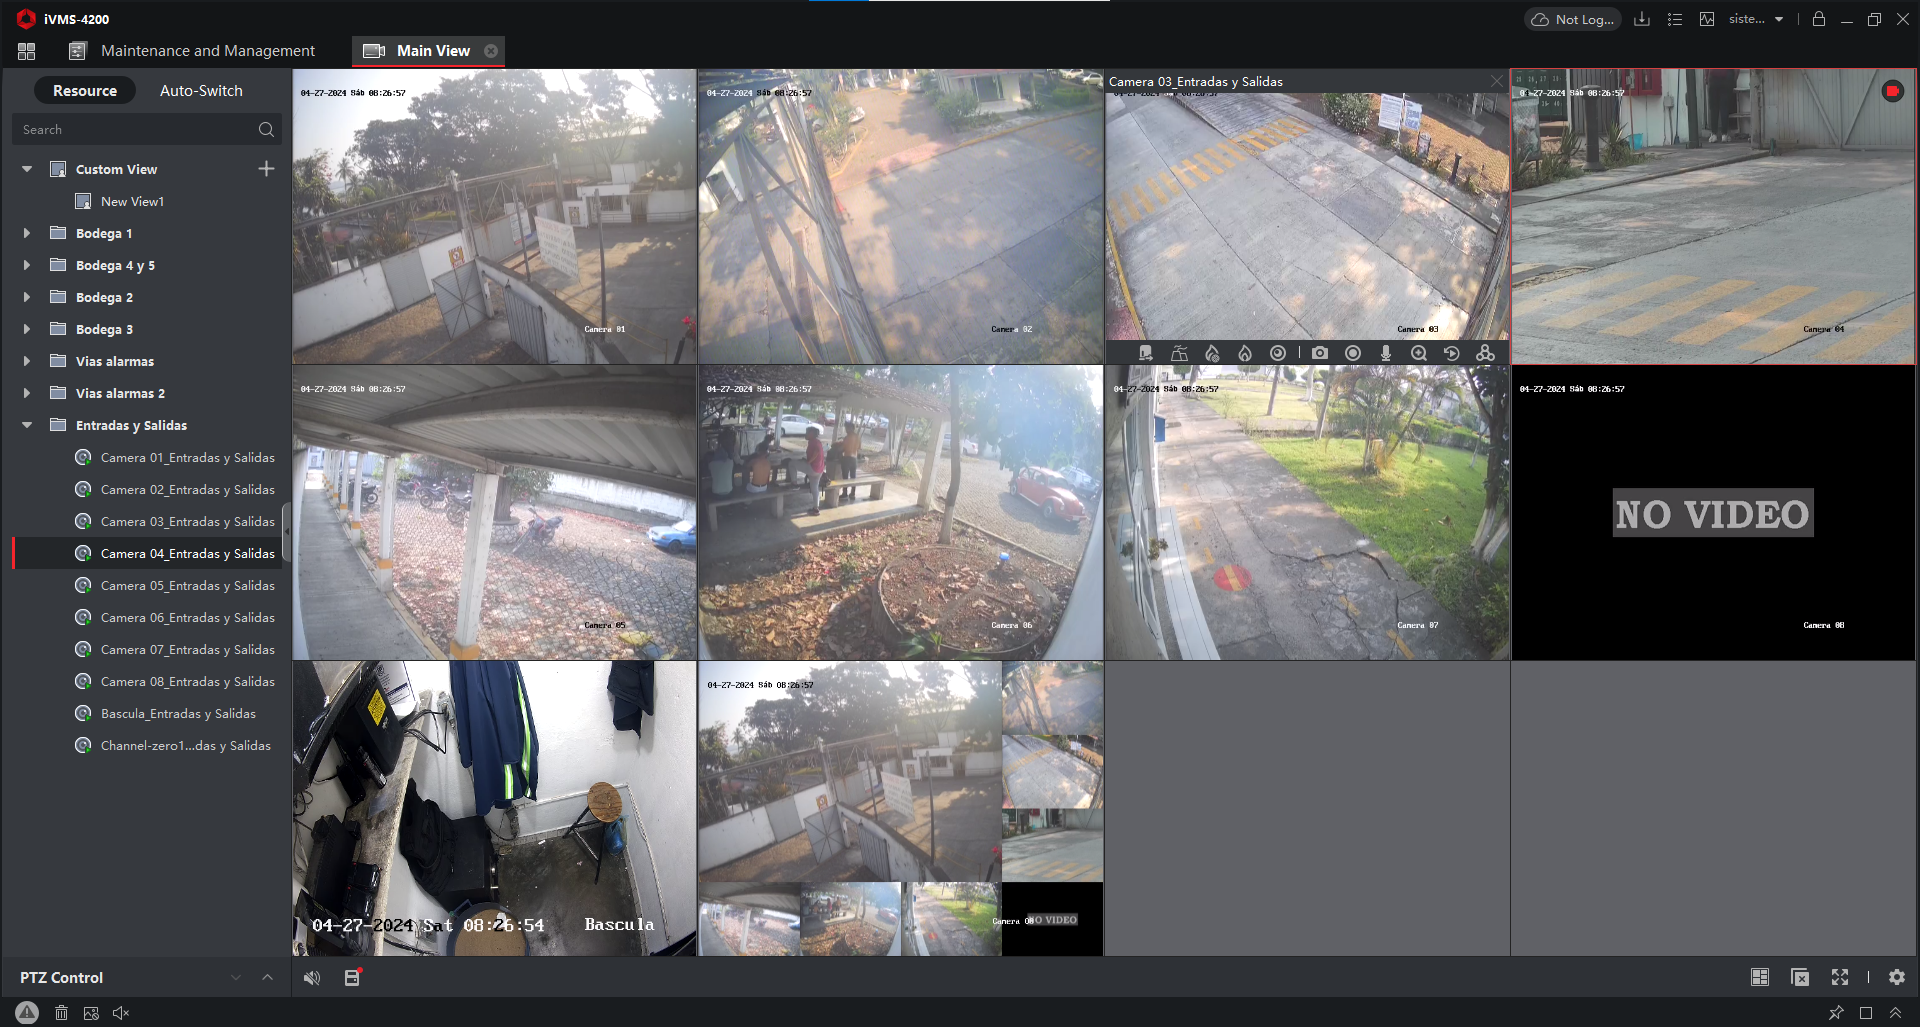 iVMS-4200
Not Log...
siste...
Maintenance and Management
Main View
Resource
Auto-Switch
Search
Custom View
New View1
Bodega 1
Bodega 4 y 5
Bodega 2
Bodega 3
Vias alarmas
Vias alarmas 2
Entradas y Salidas
Camera 01_Entradas y Salidas
Camera 02_Entradas y Salidas
Camera 03_Entradas y Salidas
Camera 04_Entradas y Salidas
Camera 05_Entradas y Salidas
Camera 06_Entradas y Salidas
Camera 07_Entradas y Salidas
Camera 08_Entradas y Salidas
Bascula_Entradas y Salidas
Channel-zero1...das y Salidas
PTZ Control
04-27-2024 Sáb 08:26:57
Camera 01
04-27-2024 Sáb 08:26:57
Camera 02
Camera 03_Entradas y Salidas
04-27-2024 Sáb 08:26:57
Camera 03
04-27-2024 Sáb 08:26:57
Camera 04
04-27-2024 Sáb 08:26:57
Camera 05
04-27-2024 Sáb 08:26:57
Camera 06
04-27-2024 Sáb 08:26:57
Camera 07
04-27-2024 Sáb 08:26:57
NO VIDEO
Camera 08
04-27-2024 Sat 08:26:54
Bascula
04-27-2024 Sáb 08:26:57
Camera 08
NO VIDEO